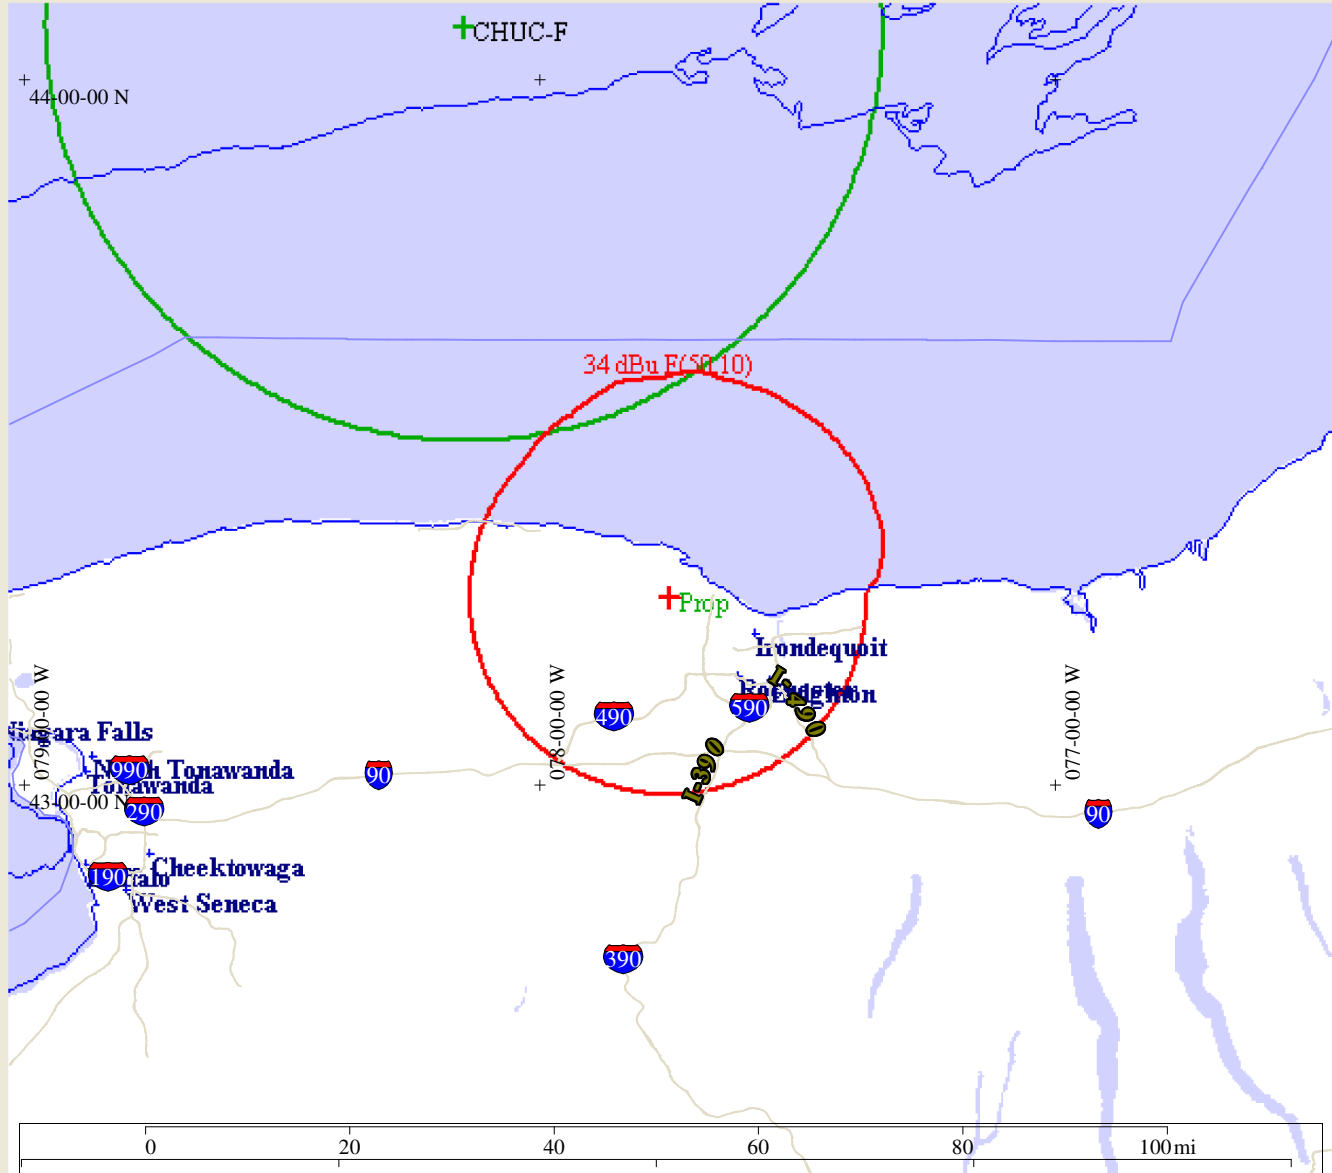 CHUC-F
44-00-00 N
34 dBu F(50,10)
Prop
Irondequoit
079-00-00 W
078-00-00 W
077-00-00 W
I-490
490
590
Niagara Falls
990
North Tonawanda
Tonawanda
90
I-390
43-00-00 N
290
90
Cheektowaga
190
West Seneca
390
0 20 40 60 80 100 mi